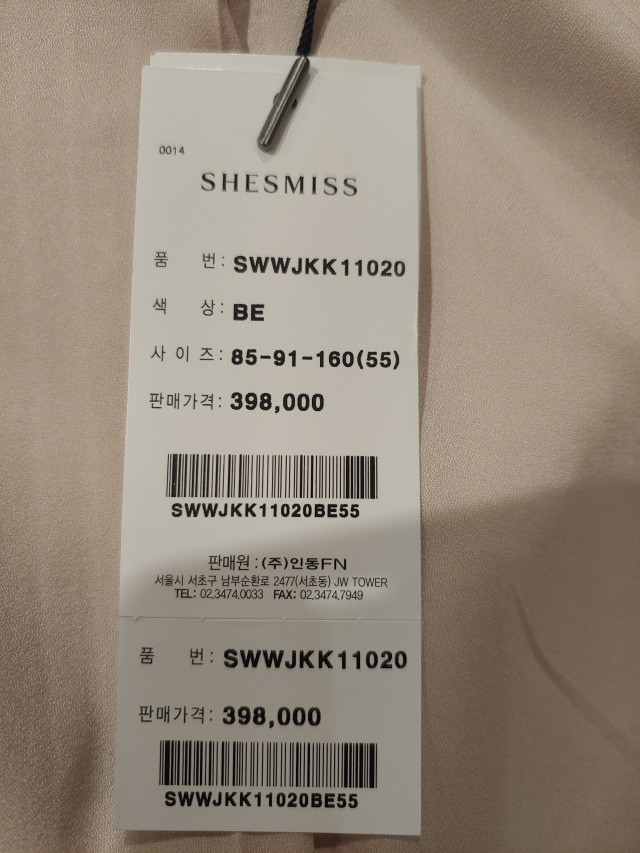 0014
SHESMISS
품 번: SWWJKK11020
색 상: BE
사 이 즈: 85-91-160(55)
판매가격: 398,000
SWWJKK11020BE55
판매원 : (주)인동FN
서울시 서초구 남부순환로 2477(서초동) JW TOWER
TEL: 02.3474.0033 FAX: 02.3474.7949
품 번: SWWJKK11020
판매가격: 398,000
SWWJKK11020BE55